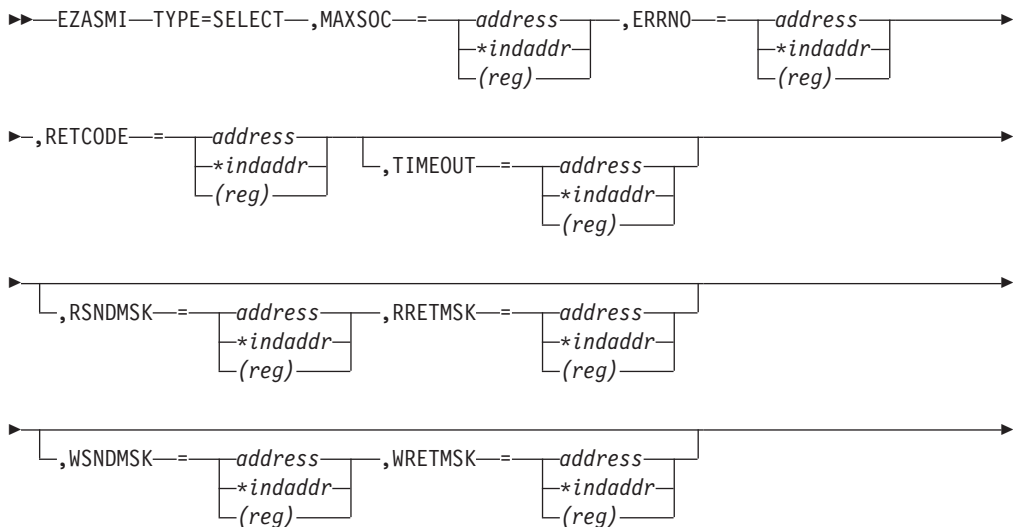 EZASMI TYPE=SELECT ,MAXSOC = address ,ERRNO = address
*indaddr *indaddr
(reg) (reg)
,RETCODE = address
*indaddr ,TIMEOUT = address
(reg) *indaddr
(reg)
,RSNDMSK = address ,RRETMSK = address
*indaddr *indaddr
(reg) (reg)
,WSNDMSK = address ,WRETMSK = address
*indaddr *indaddr
(reg) (reg)